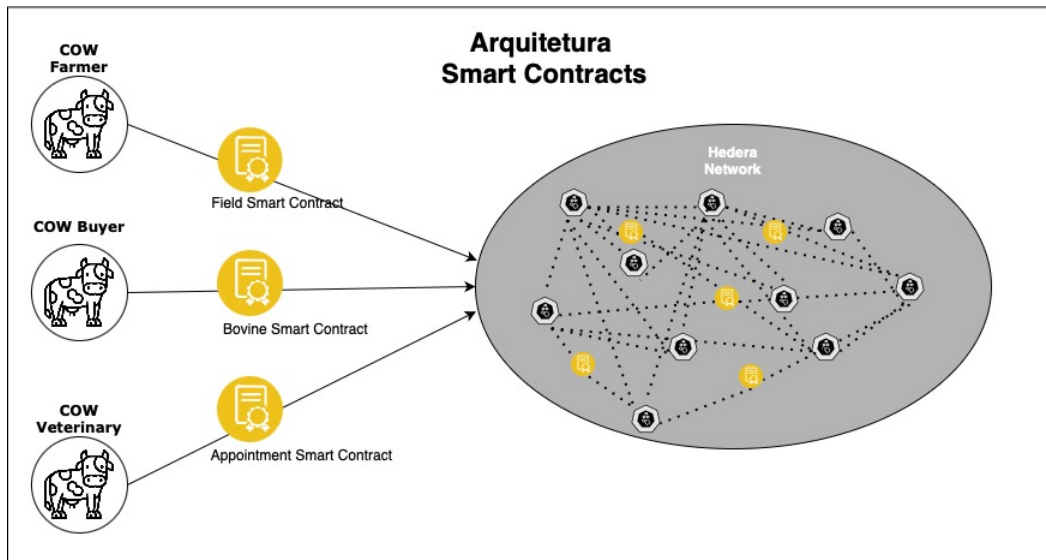 Arquitetura
Smart Contracts
COW
Farmer
Field Smart Contract
COW Buyer
Bovine Smart Contract
COW
Veterinary
Appointment Smart Contract
Hedera
Network